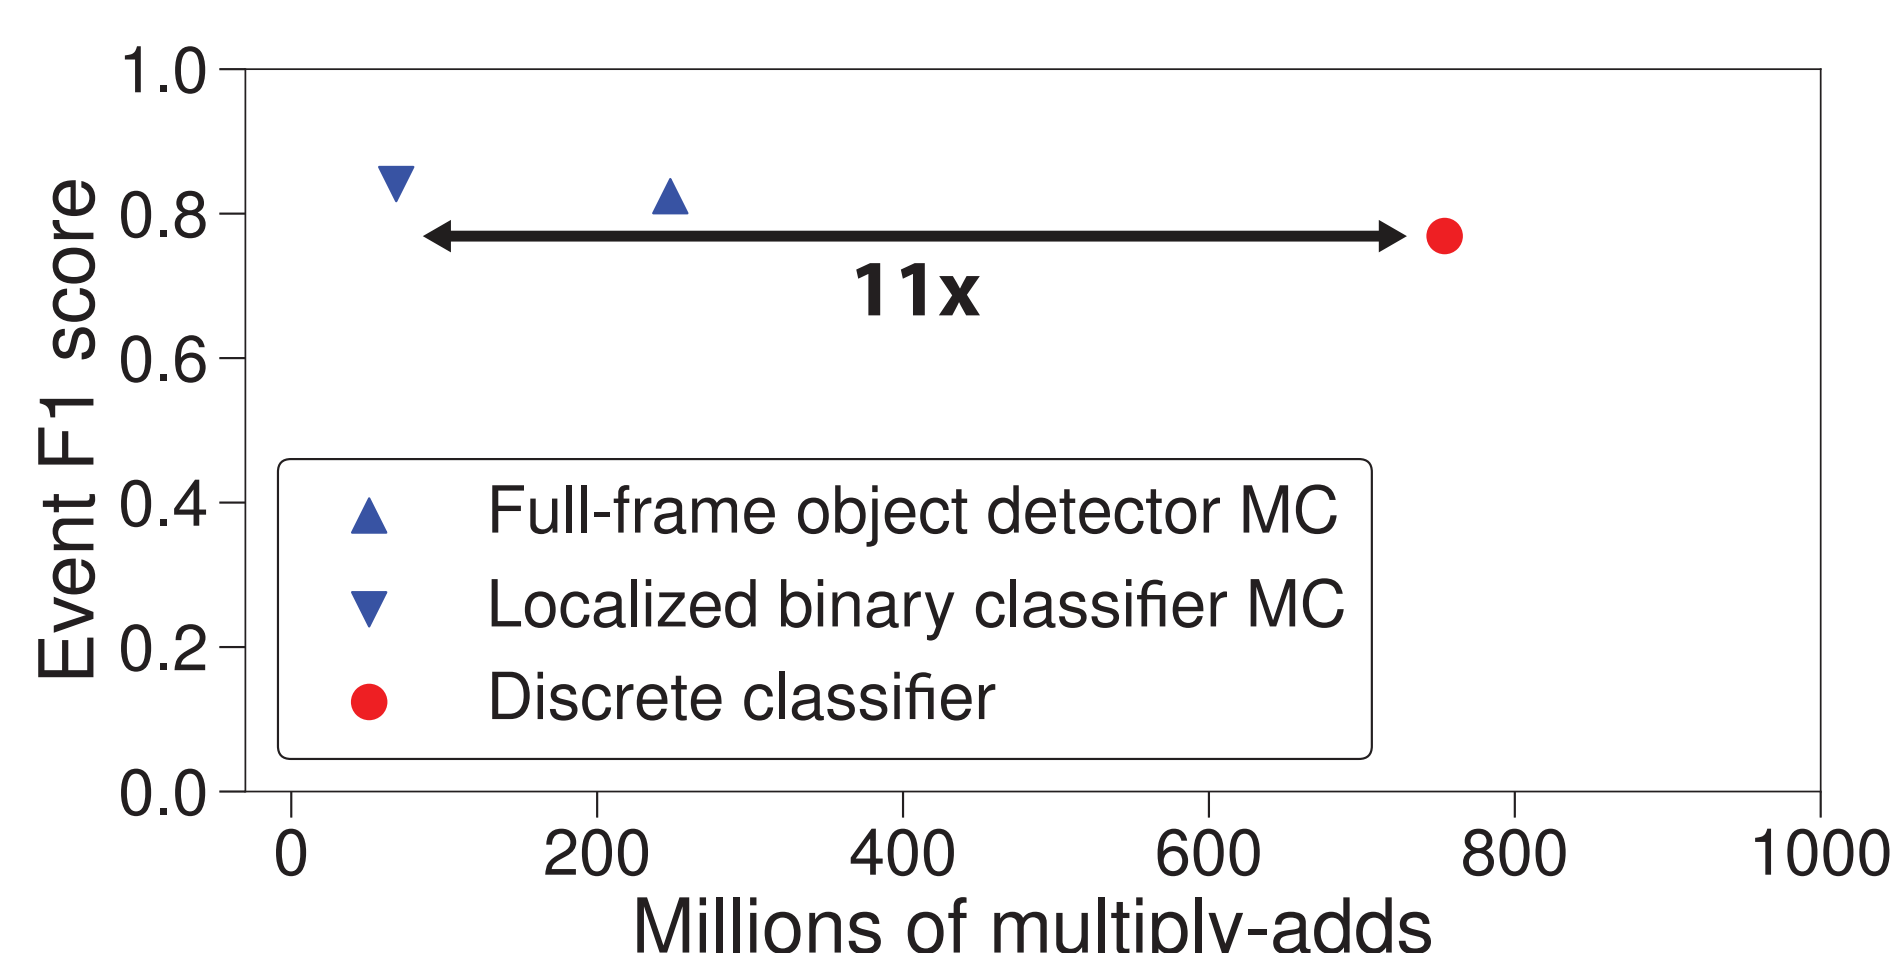 1.0
0.8
0.6
0.4
0.2
0.0
Event F1 score
11x
Full-frame object detector MC
Localized binary classifier MC
Discrete classifier
0 200 400 600 800 1000
Millions of multiply-adds